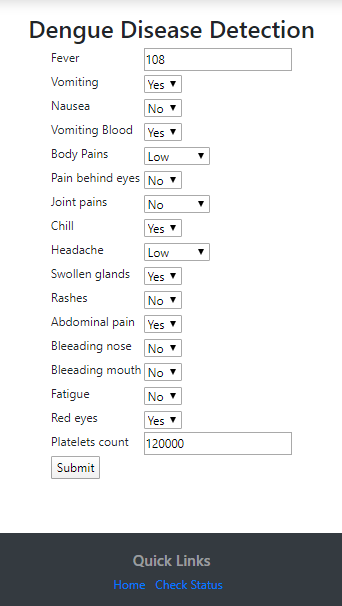 Dengue Disease Detection
Fever 108
Vomiting Yes
Nausea No
Vomiting Blood Yes
Body Pains Low
Pain behind eyes No
Joint pains No
Chill Yes
Headache Low
Swollen glands Yes
Rashes No
Abdominal pain Yes
Bleeading nose No
Bleeading mouth No
Fatigue No
Red eyes Yes
Platelets count 120000
Submit
Quick Links
Home Check Status